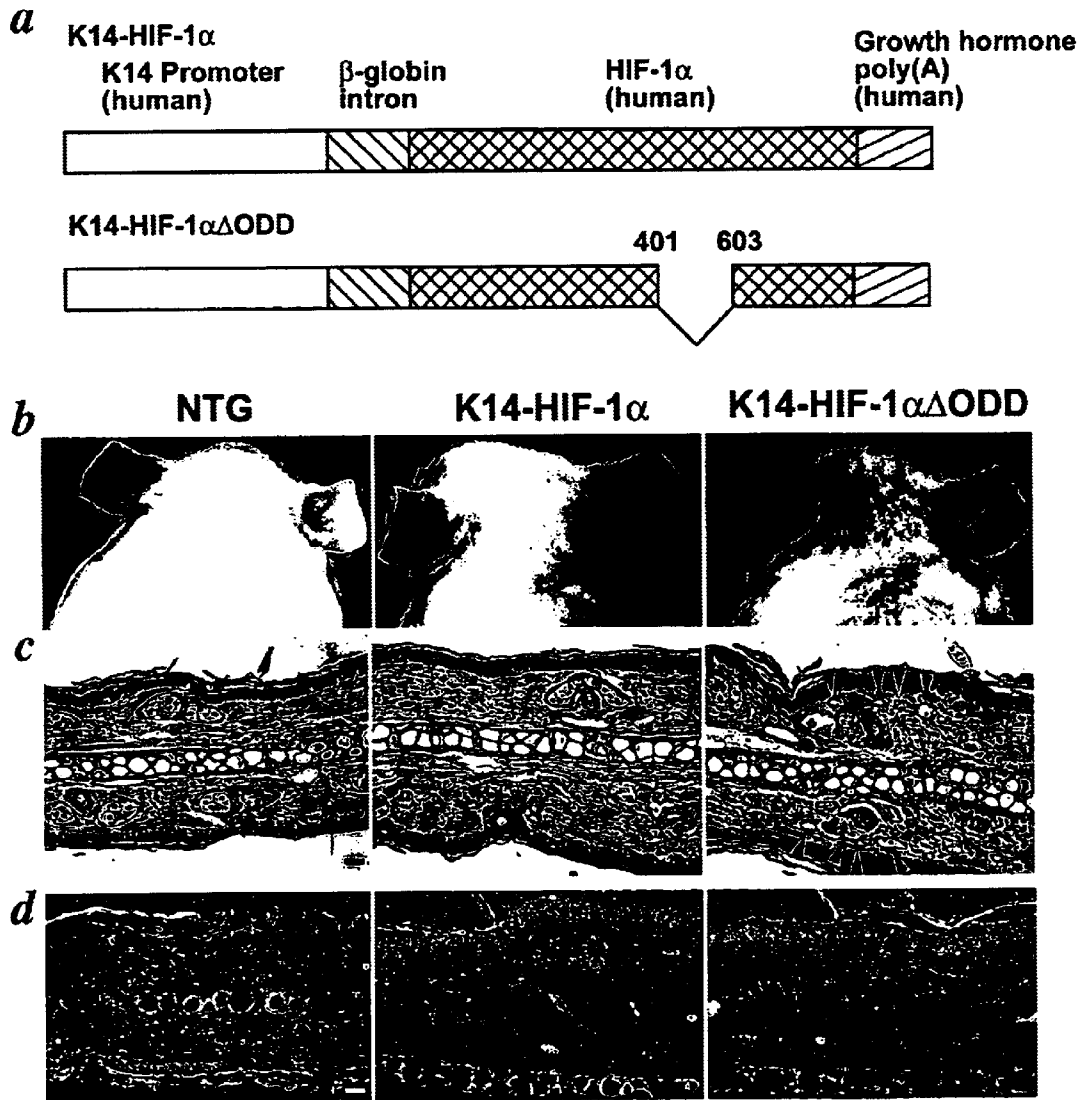 a
K14-HIF-1α
K14 Promoter
(human)
β-globin
intron
HIF-1α
(human)
Growth hormone
poly(A)
(human)
K14-HIF-1αΔODD
401
603
NTG
K14-HIF-1α
K14-HIF-1αΔODD
b
c
d